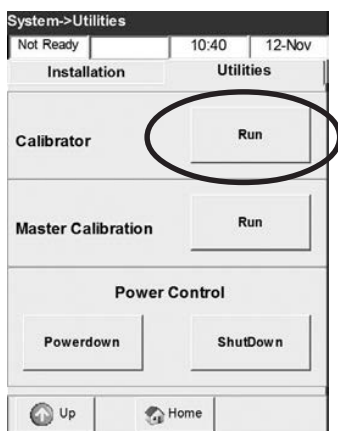 System->Utilities
Not Ready 10:40 12-Nov
Installation Utilities
Calibrator Run
Master Calibration Run
Power Control
Powerdown ShutDown
Up Home